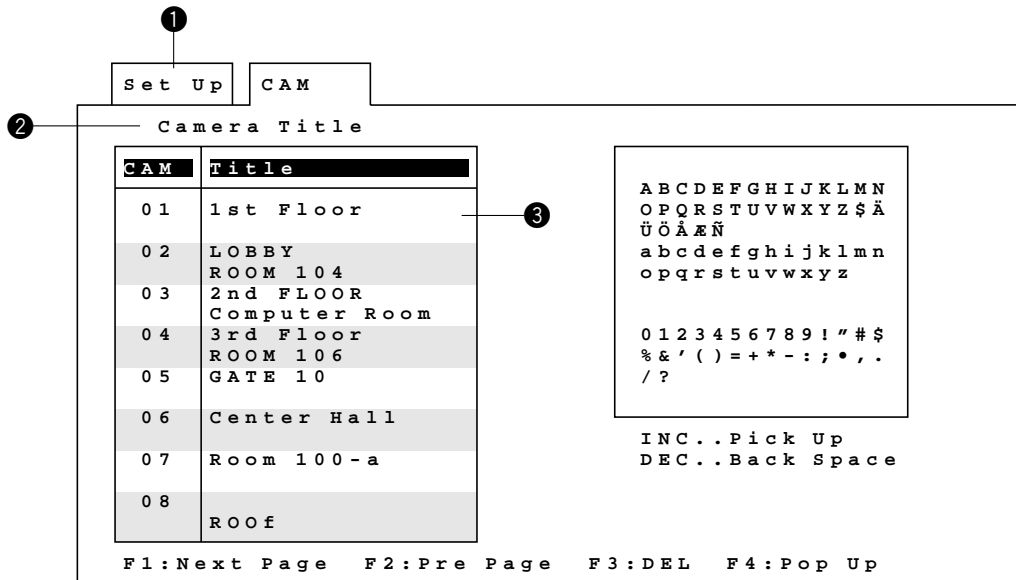 1
Set Up CAM
2 Camera Title
CAM Title
01 1st Floor
3
02 LOBBY
ROOM 104
03 2nd FLOOR
Computer Room
04 3rd Floor
ROOM 106
05 GATE 10
06 Center Hall
07 Room 100-a
08
ROOf
ABCDEFGHIJKLMN
OPQRSTUVWXYZ$Ä
ÜÖÅÆÑ
abcdefghijklmn
opqrstuvwxyz
0123456789!"#$
%&'()=+*-:;•,.
/?
INC..Pick Up
DEC..Back Space
F1:Next Page F2:Pre Page F3:DEL F4:Pop Up